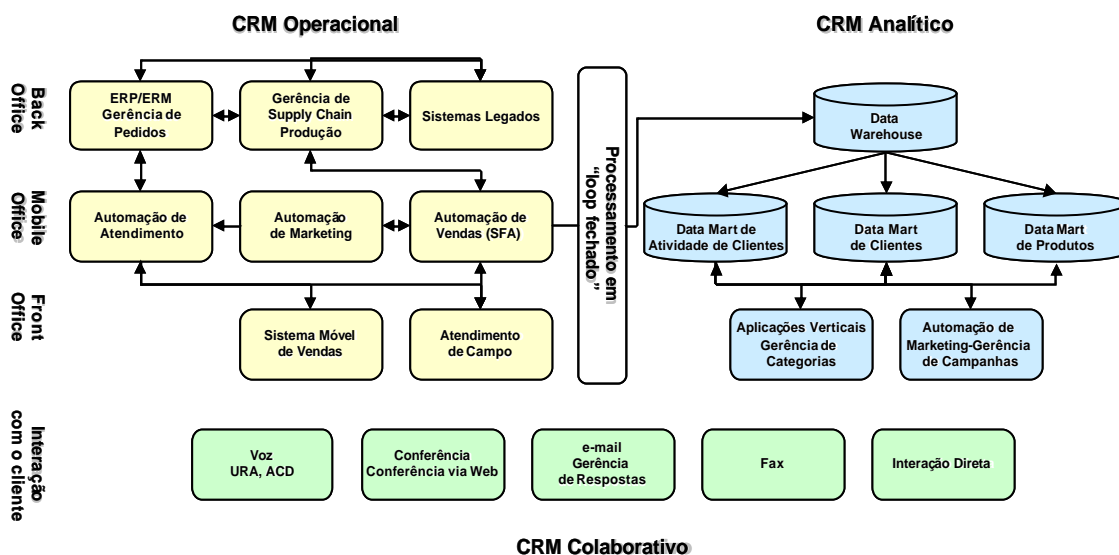 CRM Operacional
CRM Analítico
Back
Office
ERP/ERM
Gerência de
Pedidos
Gerência de
Supply Chain
Produção
Sistemas Legados
Data
Warehouse
Processamento em
“loop fechado”
Mobile
Office
Automação de
Atendimento
Automação
de Marketing
Automação de
Vendas (SFA)
Data Mart de
Atividade de Clientes
Data Mart
de Clientes
Data Mart
de Produtos
Front
Office
Sistema Móvel
de Vendas
Atendimento
de Campo
Aplicações Verticais
Gerência de
Categorias
Automação de
Marketing-Gerência
de Campanhas
Interação
com o cliente
Voz
URA, ACD
Conferência
Conferência via Web
e-mail
Gerência
de Respostas
Fax
Interação Direta
CRM Colaborativo